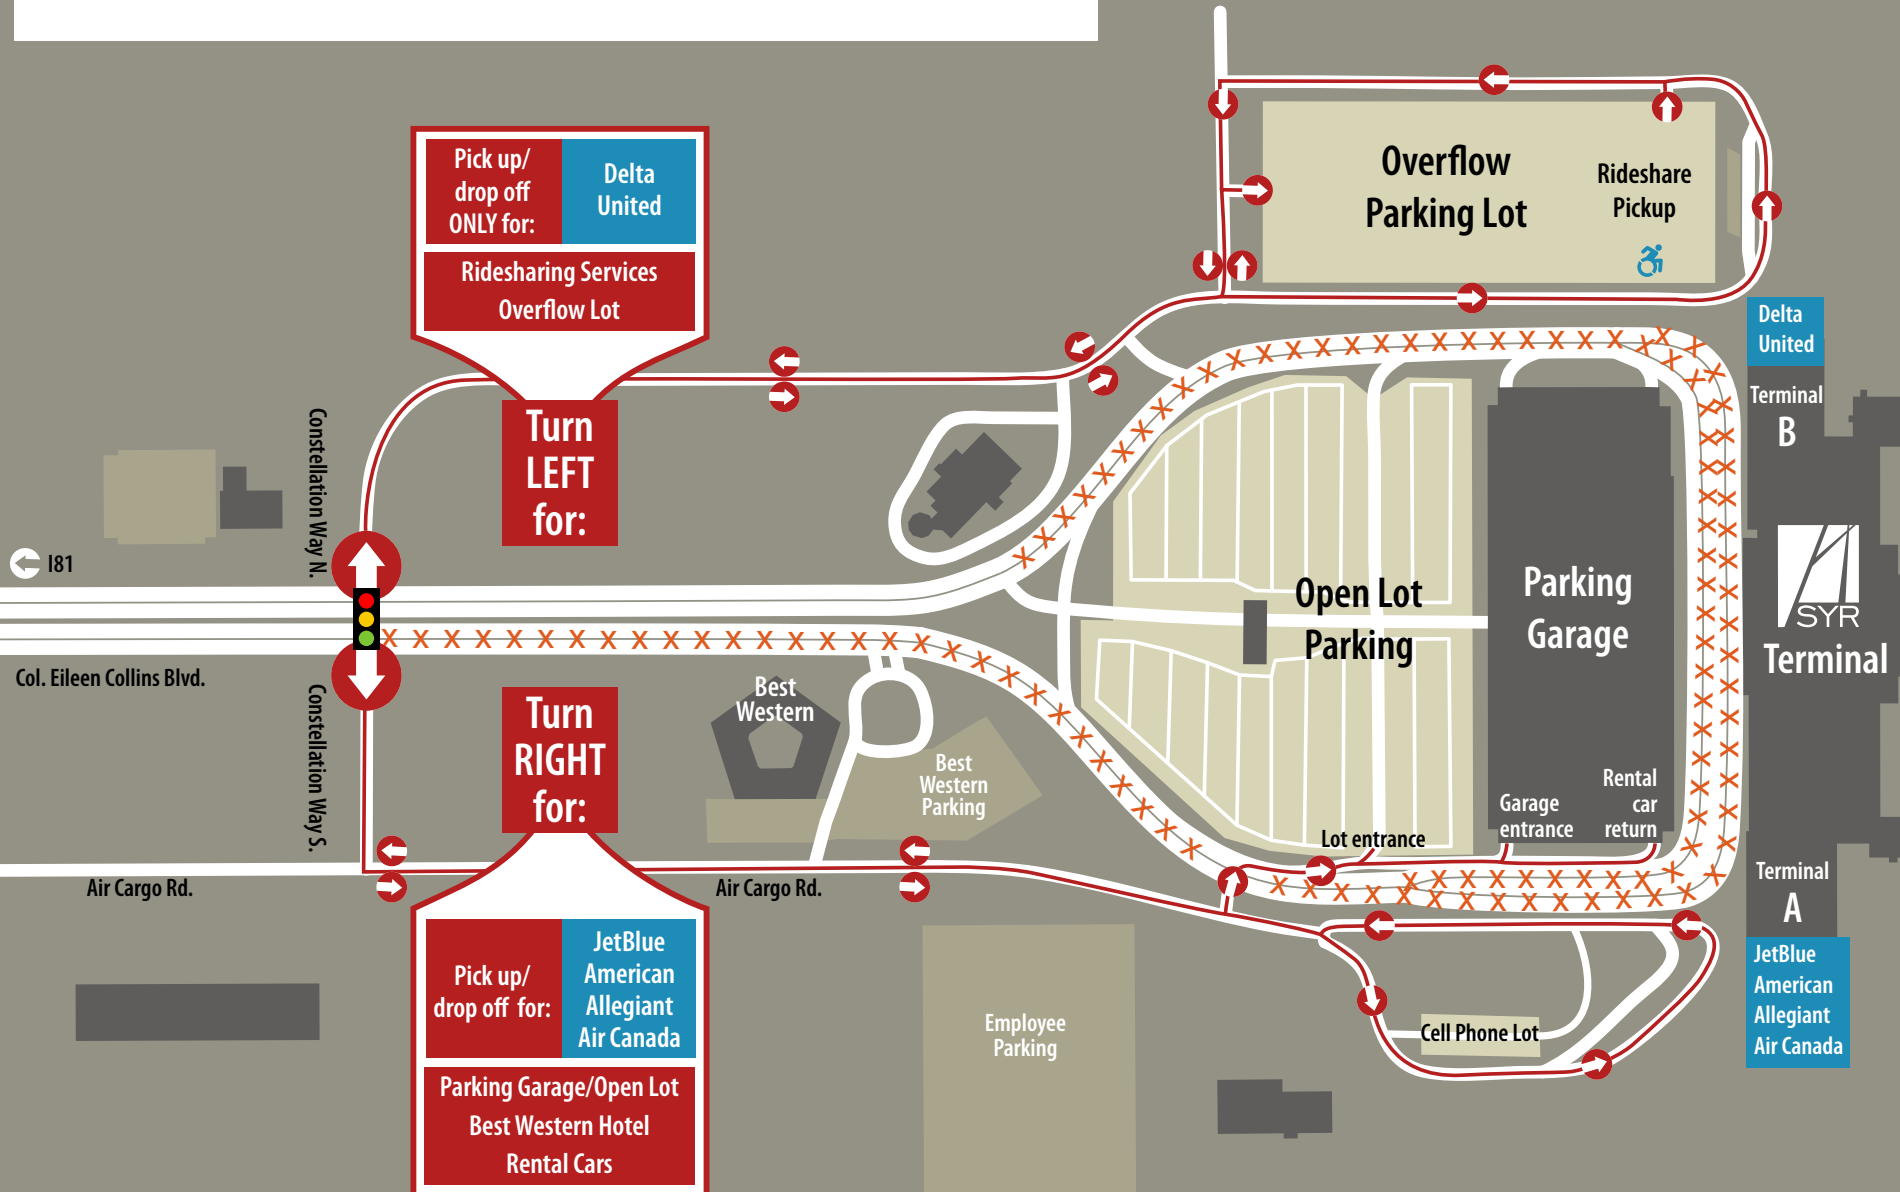 Pick up/
drop off
ONLY for:
Delta
United
Ridesharing Services
Overflow Lot
Turn
LEFT
for:
Overflow
Parking Lot
Rideshare
Pickup
Delta
United
Terminal
B
Constellation Way N.
I81
Col. Eileen Collins Blvd.
Constellation Way S.
Open Lot
Parking
Parking
Garage
SYR
Terminal
Turn
RIGHT
for:
Best
Western
Best
Western
Parking
Lot entrance
Garage
entrance
Rental
car
return
Air Cargo Rd.
Air Cargo Rd.
Terminal
A
JetBlue
American
Allegiant
Air Canada
Pick up/
drop off for:
JetBlue
American
Allegiant
Air Canada
Parking Garage/Open Lot
Best Western Hotel
Rental Cars
Employee
Parking
Cell Phone Lot